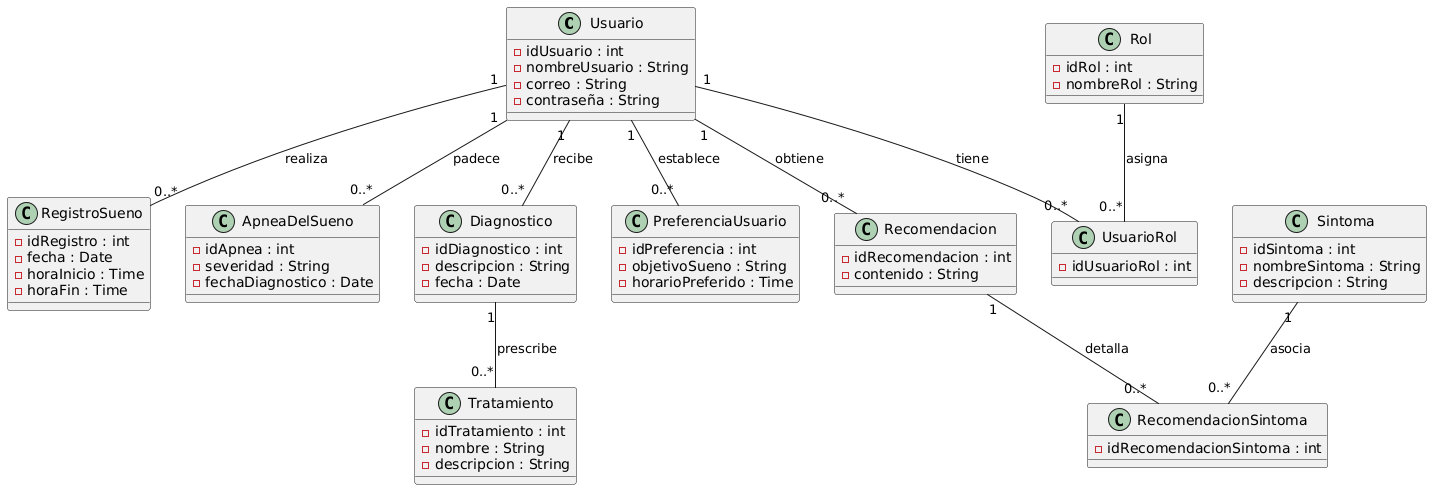 C Usuario
idUsuario : int
nombreUsuario : String
correo : String
contraseña : String
C Rol
idRol : int
nombreRol : String
1
1
1
1
1
1
1
realiza
padece
recibe
establece
obtiene
tiene
asigna
0..*
0..*
0..*
0..*
0..*
0..*
0..*
C RegistroSueno
idRegistro : int
fecha : Date
horaInicio : Time
horaFin : Time
C ApneaDelSueno
idApnea : int
severidad : String
fechaDiagnostico : Date
C Diagnostico
idDiagnostico : int
descripcion : String
fecha : Date
C PreferenciaUsuario
idPreferencia : int
objetivoSueno : String
horarioPreferido : Time
C Recomendacion
idRecomendacion : int
contenido : String
C UsuarioRol
idUsuarioRol : int
C Sintoma
idSintoma : int
nombreSintoma : String
descripcion : String
1
1
1
prescribe
detalla
asocia
0..*
0..*
0..*
C Tratamiento
idTratamiento : int
nombre : String
descripcion : String
C RecomendacionSintoma
idRecomendacionSintoma : int